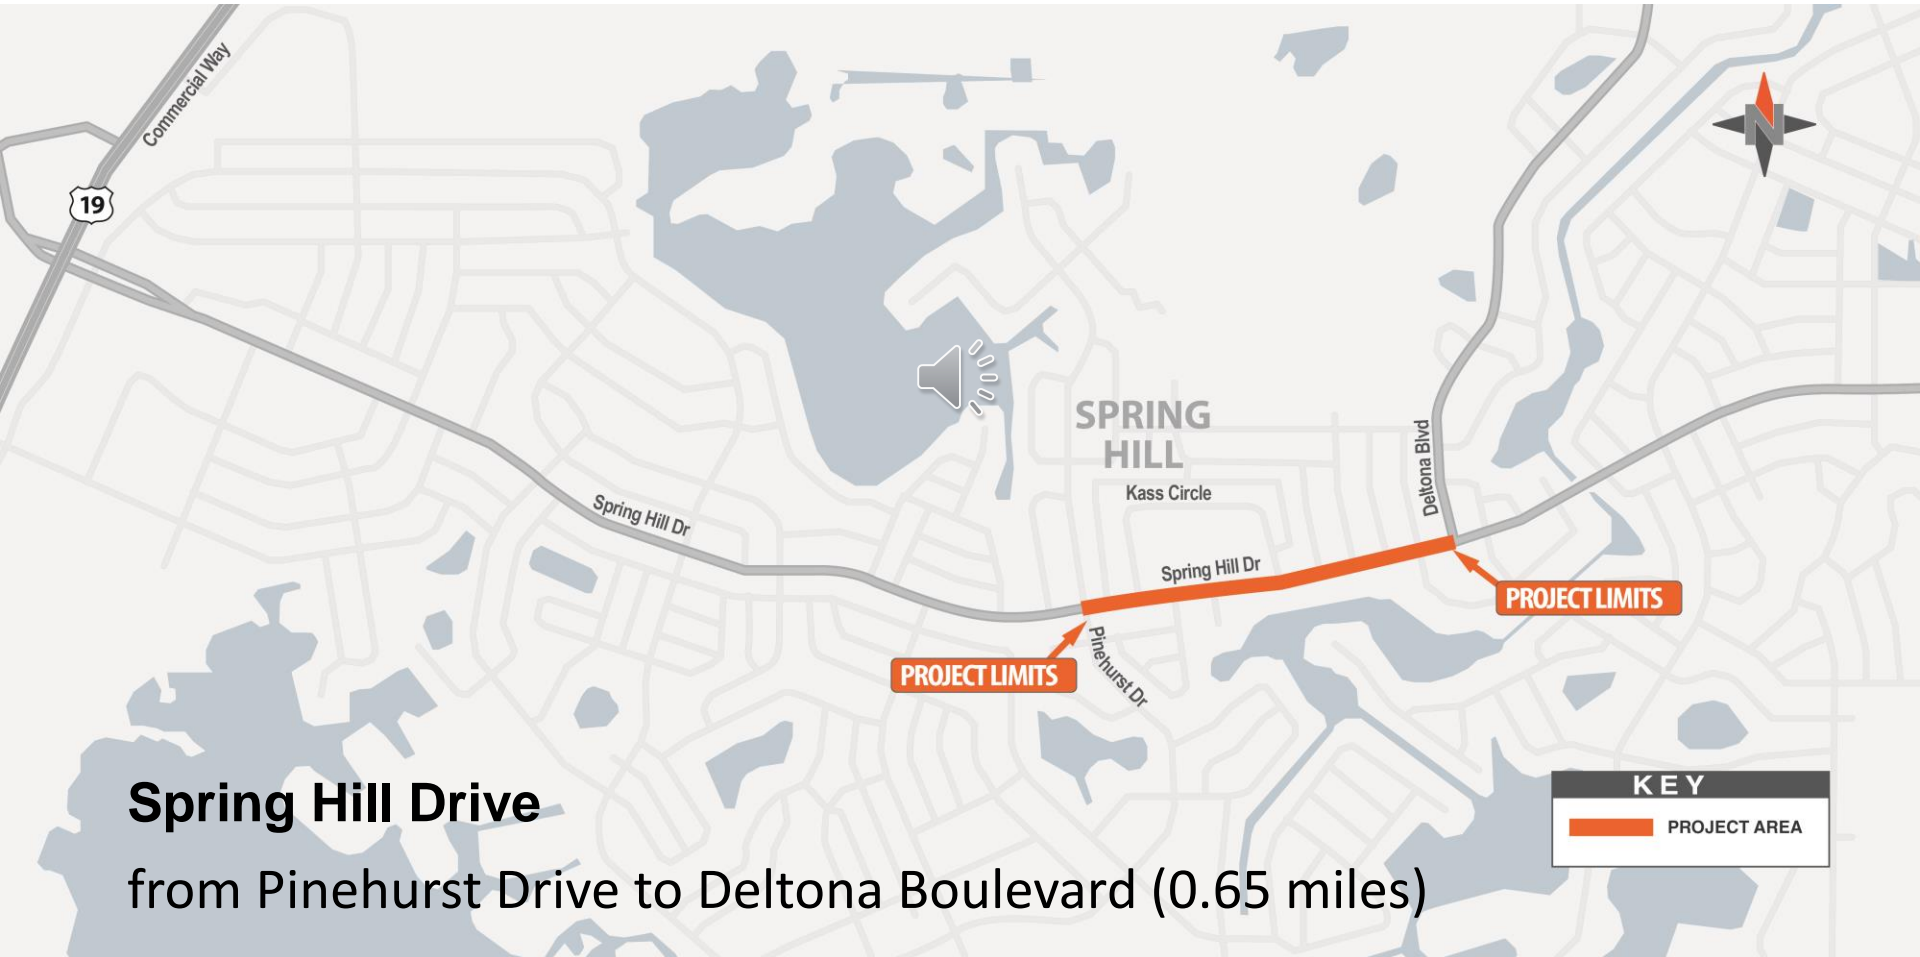 Commercial Way
N
19
SPRING
HILL
Kass Circle
Deltona Blvd
Spring Hill Dr
Spring Hill Dr
PROJECT LIMITS
PROJECT LIMITS
Pinehurst Dr
KEY
PROJECT AREA
Spring Hill Drive
from Pinehurst Drive to Deltona Boulevard (0.65 miles)